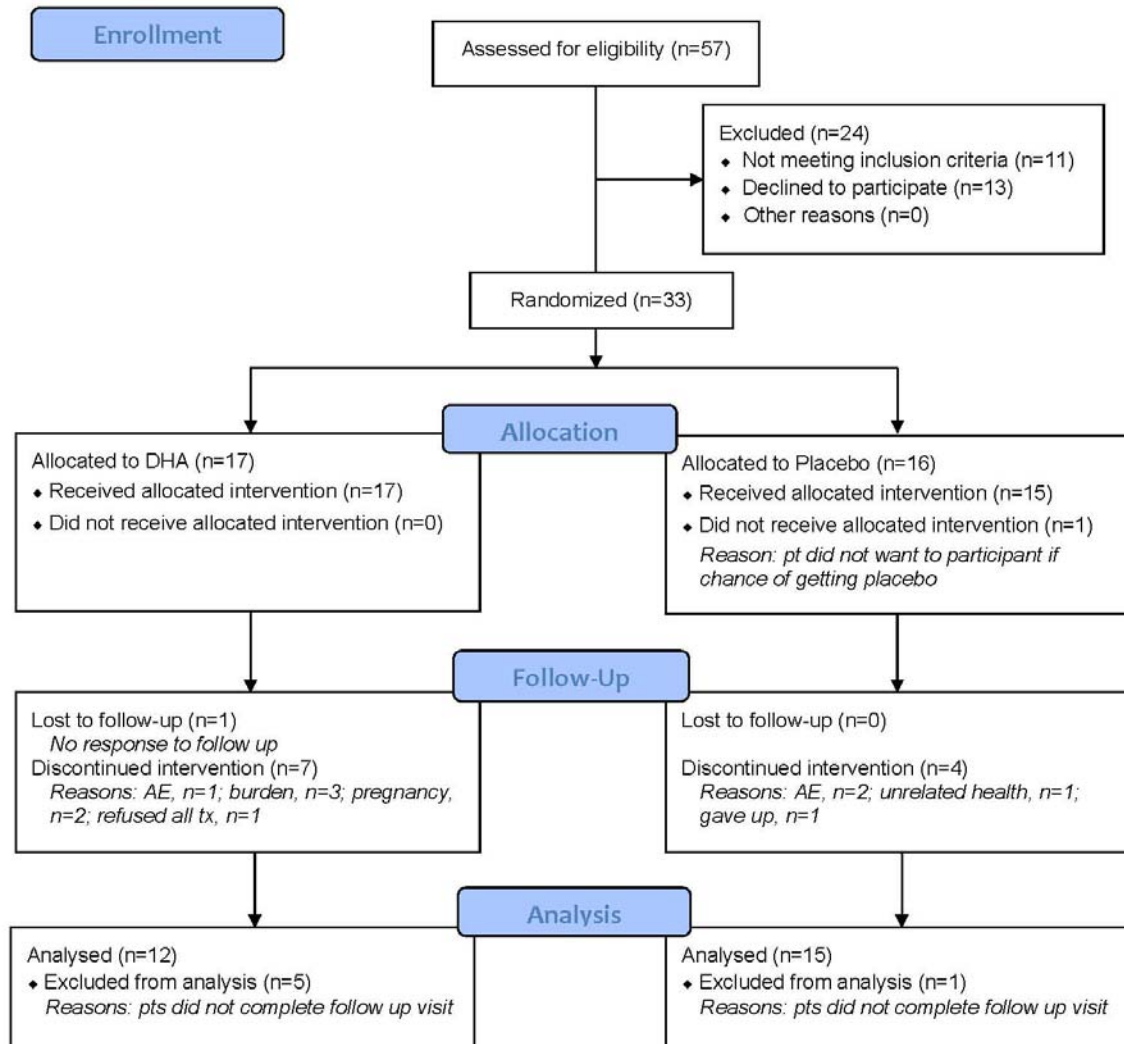 Enrollment
Assessed for eligibility (n=57)
Excluded (n=24)
◆ Not meeting inclusion criteria (n=11)
◆ Declined to participate (n=13)
◆ Other reasons (n=0)
Randomized (n=33)
Allocation
Allocated to DHA (n=17)
◆ Received allocated intervention (n=17)
◆ Did not receive allocated intervention (n=0)
Allocated to Placebo (n=16)
◆ Received allocated intervention (n=15)
◆ Did not receive allocated intervention (n=1)
Reason: pt did not want to participant if
chance of getting placebo
Follow-Up
Lost to follow-up (n=1)
No response to follow up
Discontinued intervention (n=7)
Reasons: AE, n=1; burden, n=3; pregnancy,
n=2; refused all tx, n=1
Lost to follow-up (n=0)
Discontinued intervention (n=4)
Reasons: AE, n=2; unrelated health, n=1;
gave up, n=1
Analysis
Analysed (n=12)
◆ Excluded from analysis (n=5)
Reasons: pts did not complete follow up visit
Analysed (n=15)
◆ Excluded from analysis (n=1)
Reasons: pts did not complete follow up visit